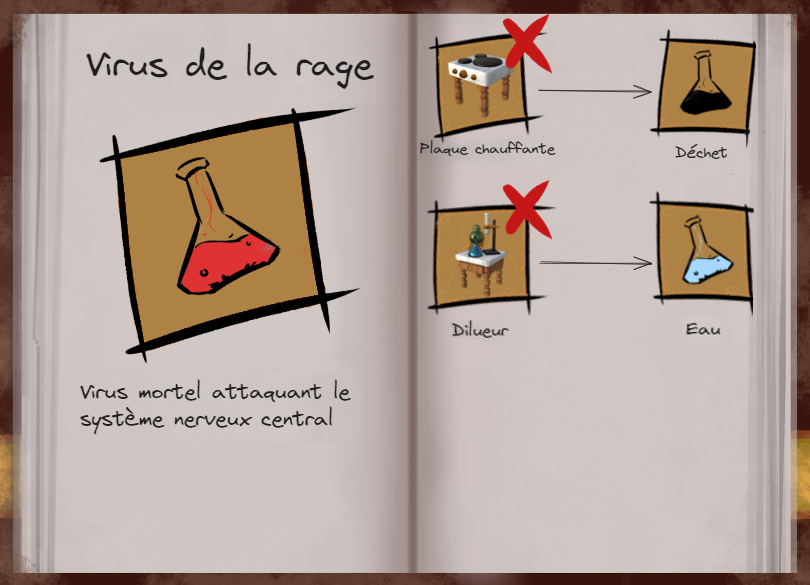 Virus de la rage
Virus mortel attaquant le
système nerveux central
Plaque chauffante
Déchet
Dilueur
Eau